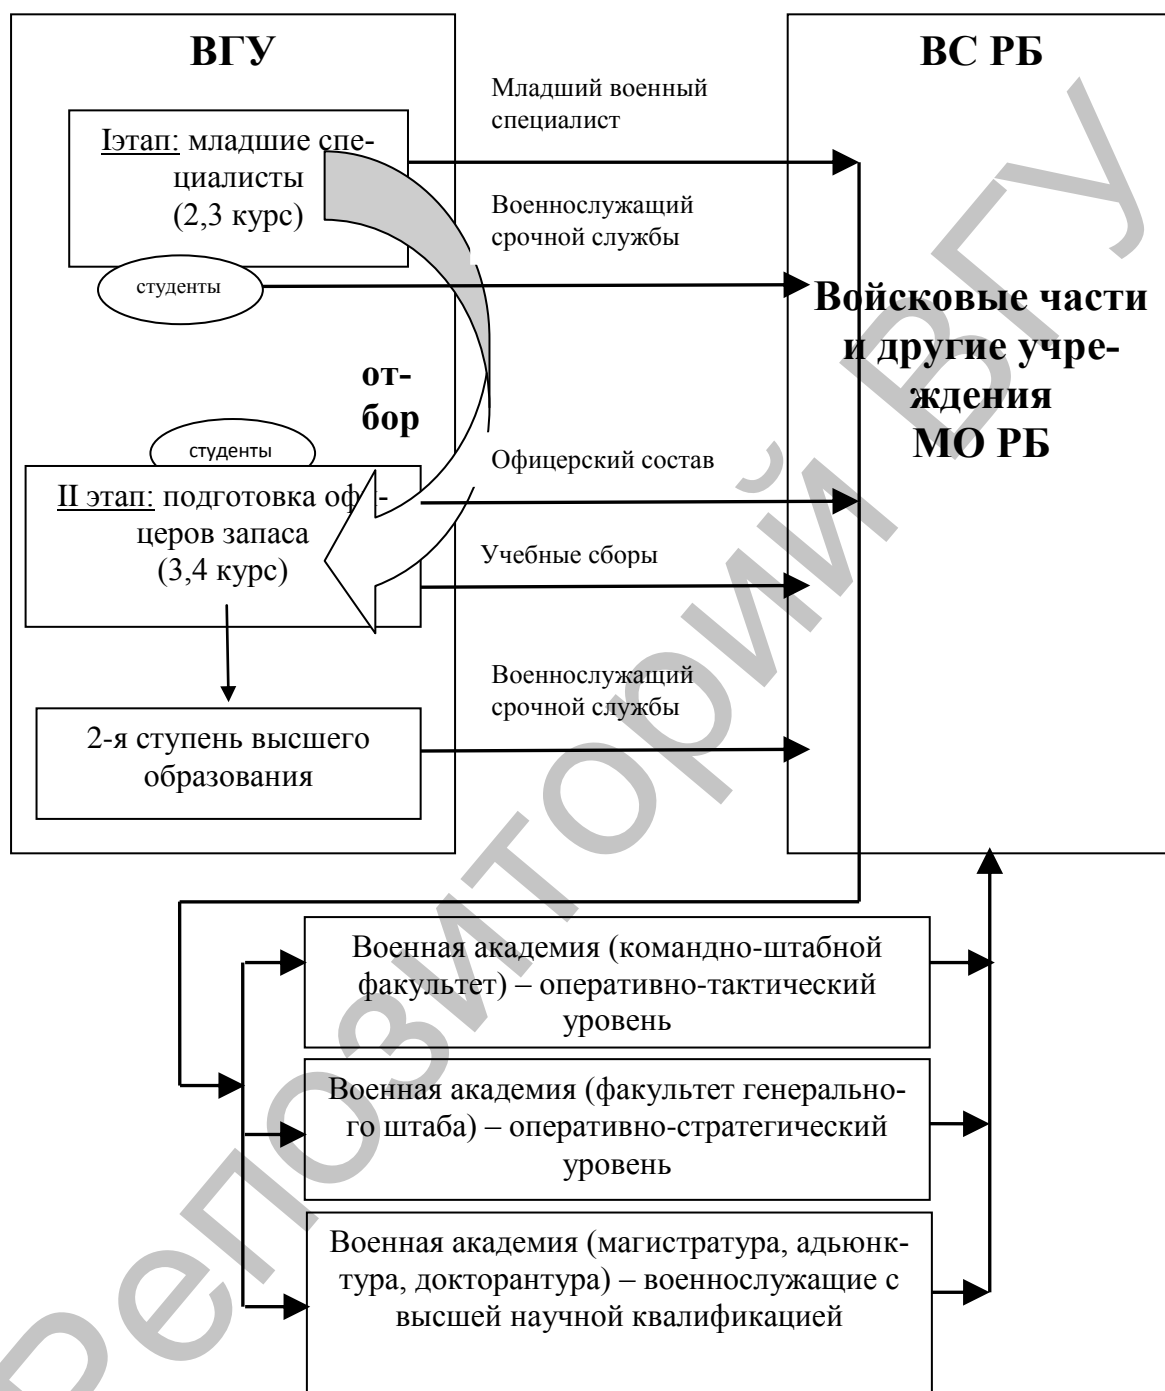 ВГУ
Iэтап: младшие спе-
циалисты
(2,3 курс)
студенты
от-
бор
студенты
II этап: подготовка офи-
церов запаса
(3,4 курс)
2-я ступень высшего
образования
Младший военный
специалист
Военнослужащий
срочной службы
Офицерский состав
Учебные сборы
Военнослужащий
срочной службы
ВС РБ
Войсковые части
и другие учре-
ждения
МО РБ
Военная академия (командно-штабной
факультет) – оперативно-тактический
уровень
Военная академия (факультет генерально-
го штаба) – оперативно-стратегический
уровень
Военная академия (магистратура, адьюнк-
тура, докторантура) – военнослужащие с
высшей научной квалификацией
Репозиторий ВГУ